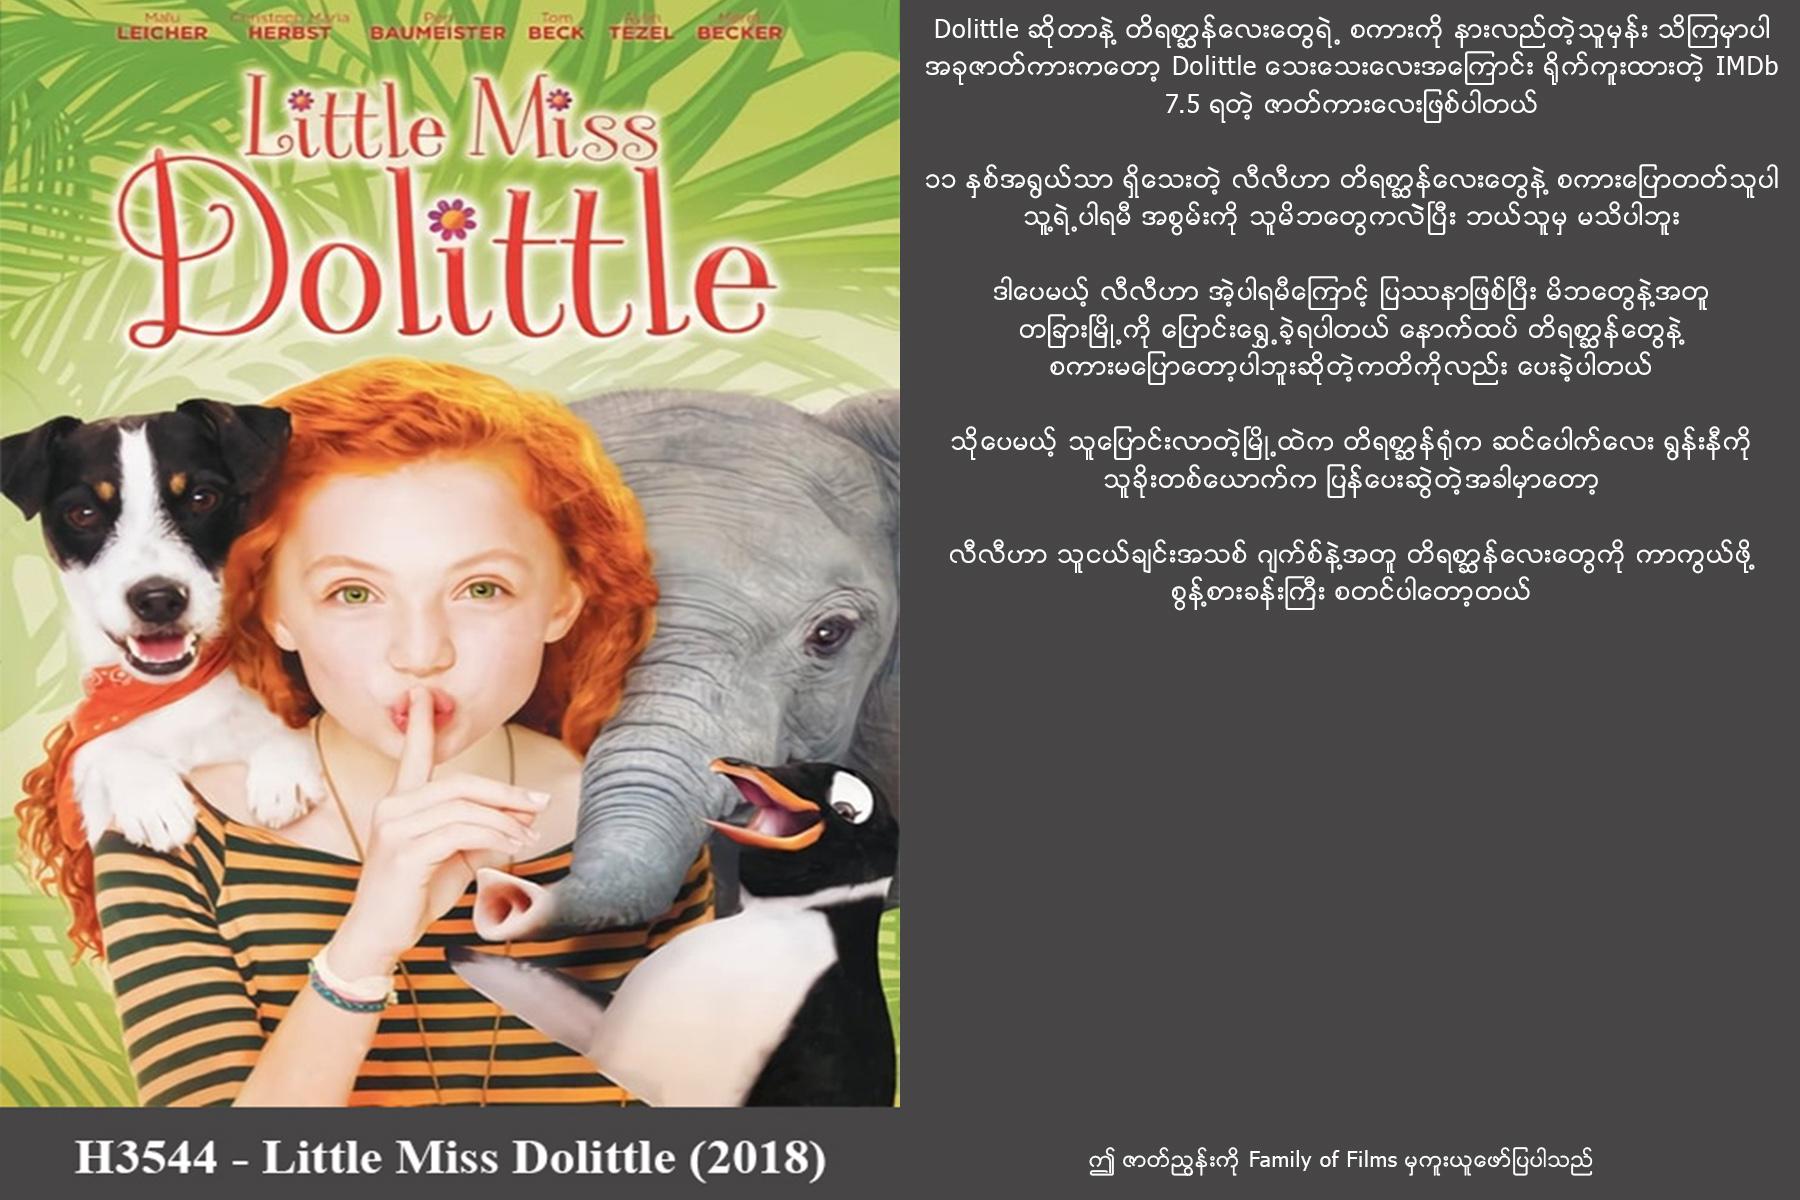 Malu Christoph Maria Peri Tom Aylin Meret
LEICHER HERBST BAUMEISTER BECK TEZEL BECKER
Little Miss
Dolittle
H3544 - Little Miss Dolittle (2018)
Dolittle ဆိုတာနဲ့ တိရစ္ဆာန်လေးတွေရဲ့ စကားကို နားလည်တဲ့သူမှန်း သိကြမှာပါ
အခုဇာတ်ကားကတော့ Dolittle သေးသေးလေးအကြောင်း ရိုက်ကူးထားတဲ့ IMDb
7.5 ရတဲ့ ဇာတ်ကားလေးဖြစ်ပါတယ်
၁၁ နှစ်အရွယ်သာ ရှိသေးတဲ့ လီလီဟာ တိရစ္ဆာန်လေးတွေနဲ့ စကားပြောတတ်သူပါ
သူ့ရဲ့ပါရမီ အစွမ်းကို သူမိဘတွေကလဲပြီး ဘယ်သူမှ မသိပါဘူး
ဒါပေမယ့် လီလီဟာ အဲ့ပါရမီကြောင့် ပြဿနာဖြစ်ပြီး မိဘတွေနဲ့အတူ
တခြားမြို့ကို ပြောင်းရွှေ့ခဲ့ရပါတယ် နောက်ထပ် တိရစ္ဆာန်တွေနဲ့
စကားမပြောတော့ပါဘူးဆိုတဲ့ကတိကိုလည်း ပေးခဲ့ပါတယ်
သိုပေမယ့် သူပြောင်းလာတဲ့မြို့ထဲက တိရစ္ဆာန်ရုံက ဆင်ပေါက်လေး ရွန်းနီကို
သူခိုးတစ်ယောက်က ပြန်ပေးဆွဲတဲ့အခါမှာတော့
လီလီဟာ သူငယ်ချင်းအသစ် ဂျက်စ်နဲ့အတူ တိရစ္ဆာန်လေးတွေကို ကာကွယ်ဖို့
စွန့်စားခန်းကြီး စတင်ပါတော့တယ်
ဤ ဇာတ်ညွှန်းကို Family of Films မှကူးယူဖော်ပြပါသည်